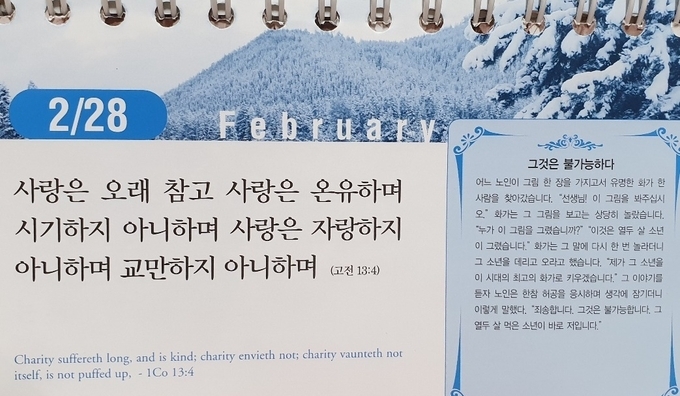 2/28
February
사랑은 오래 참고 사랑은 온유하며
시기하지 아니하며 사랑은 자랑하지
아니하며 교만하지 아니하며 (고전 13:4)
Charity suffereth long, and is kind; charity envieth not; charity vaunteth not
itself, is not puffed up,  - 1Co 13:4
그것은 불가능하다
어느 노인이 그림 한 장을 가지고서 유명한 화가 한
사람을 찾아갔습니다. "선생님! 이 그림을 봐주십시
오." 화가는 그 그림을 보고는 상당히 놀랐습니다.
"누가 이 그림을 그렸습니까?" "이것은 열두 살 소년
이 그렸습니다." 화가는 그 말에 다시 한 번 놀라더니
그 소년을 데리고 오라고 했습니다. "제가 그 소년을
이 시대의 최고의 화가로 키우겠습니다." 그 이야기를
듣자 노인은 한참 허공을 응시하며 생각에 잠기더니
이렇게 말했다. "죄송합니다. 그것은 불가능합니다. 그
열두 살 먹은 소년이 바로 저입니다."